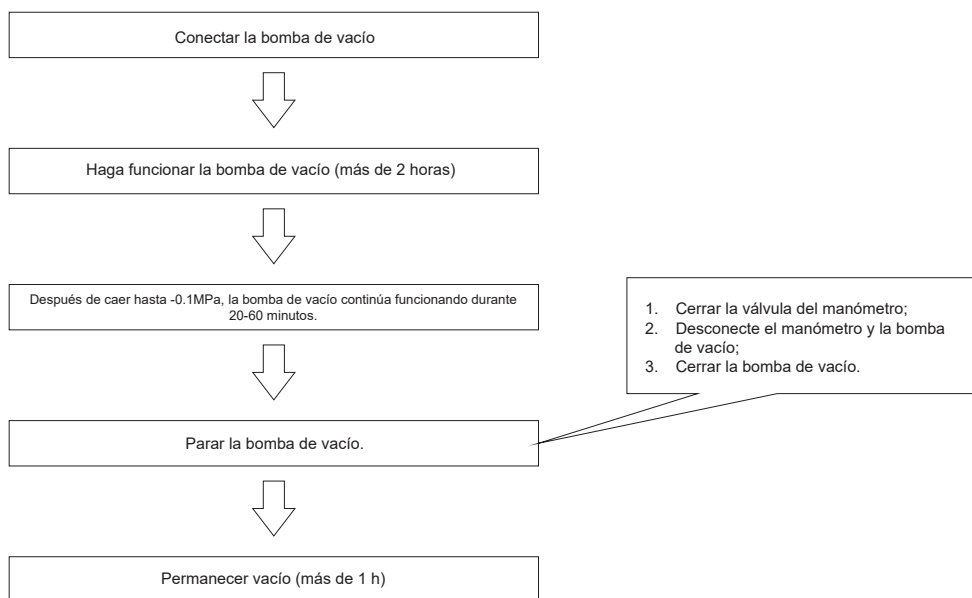 Conectar la bomba de vacío
Haga funcionar la bomba de vacío (más de 2 horas)
Después de caer hasta -0.1MPa, la bomba de vacío continúa funcionando durante
20-60 minutos.
1. Cerrar la válvula del manómetro;
2. Desconecte el manómetro y la bomba
de vacío;
3. Cerrar la bomba de vacío.
Parar la bomba de vacío.
Permanecer vacío (más de 1 h)